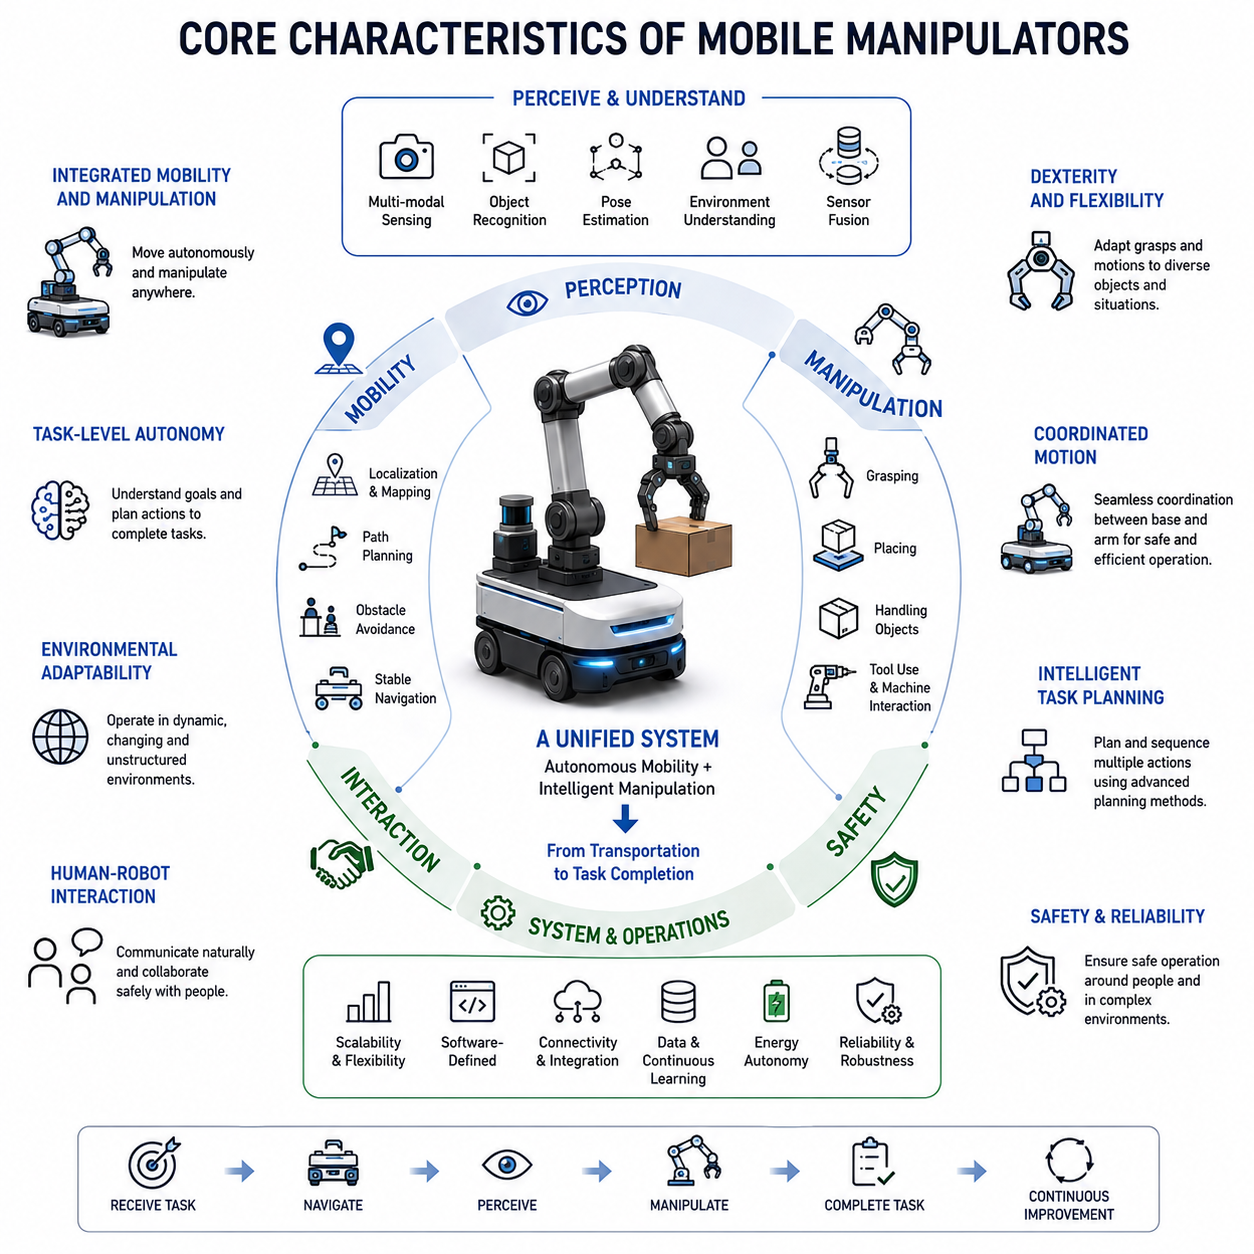 CORE CHARACTERISTICS OF MOBILE MANIPULATORS
PERCEIVE & UNDERSTAND
Multi-modal
Sensing
Object
Recognition
Pose
Estimation
Environment
Understanding
Sensor
Fusion
INTEGRATED MOBILITY
AND MANIPULATION
Move autonomously
and manipulate
anywhere.
TASK-LEVEL AUTONOMY
Understand goals and
plan actions to
complete tasks.
ENVIRONMENTAL
ADAPTABILITY
Operate in dynamic,
changing and
unstructured
environments.
HUMAN-ROBOT
INTERACTION
Communicate naturally
and collaborate
safely with people.
PERCEPTION
MOBILITY
Localization
& Mapping
Path
Planning
Obstacle
Avoidance
Stable
Navigation
MANIPULATION
Grasping
Placing
Handling
Objects
Tool Use
& Machine
Interaction
A UNIFIED SYSTEM
Autonomous Mobility +
Intelligent Manipulation
From Transportation
to Task Completion
INTERACTION
SAFETY
SYSTEM & OPERATIONS
Scalability
& Flexibility
Software-
Defined
Connectivity
& Integration
Data &
Continuous
Learning
Energy
Autonomy
Reliability &
Robustness
DEXTERITY
AND FLEXIBILITY
Adapt grasps and
motions to diverse
objects and
situations.
COORDINATED
MOTION
Seamless coordination
between base and
arm for safe and
efficient operation.
INTELLIGENT
TASK PLANNING
Plan and sequence
multiple actions
using advanced
planning methods.
SAFETY & RELIABILITY
Ensure safe operation
around people and
in complex
environments.
RECEIVE TASK
NAVIGATE
PERCEIVE
MANIPULATE
COMPLETE TASK
CONTINUOUS
IMPROVEMENT